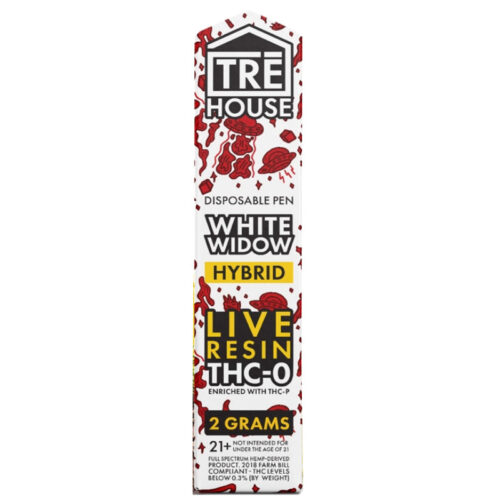 TRĒ
HOUSE
DISPOSABLE PEN
WHITE
WIDOW
HYBRID
LIVE
RESIN
THC-O
ENRICHED WITH THC-P
2 GRAMS
21+ NOT INTENDED FOR
UNDER THE AGE OF 21
FULL SPECTRUM HEMP-DERIVED
PRODUCT. 2018 FARM BILL
COMPLIANT - THC LEVELS
BELOW 0.3% (BY WEIGHT)